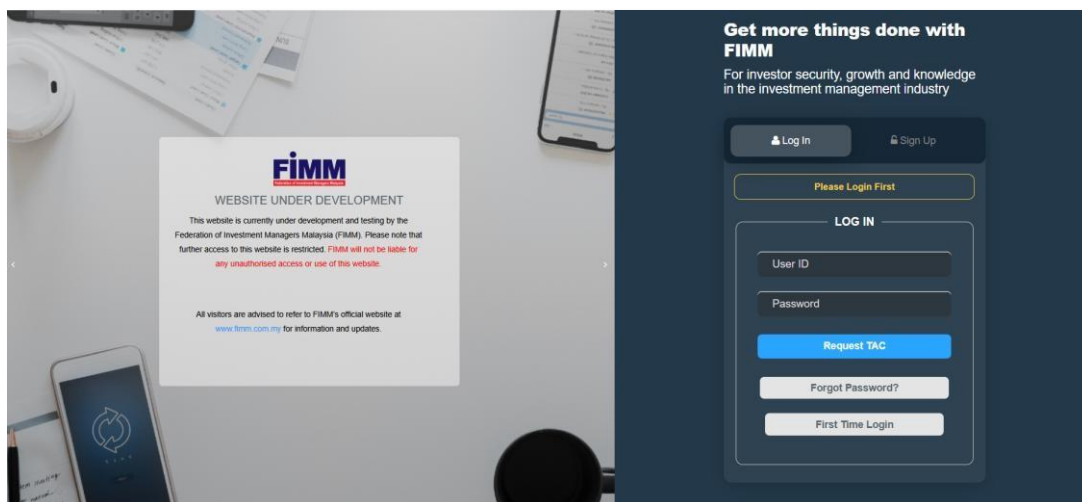 FiMM
Federation of Investment Managers Malaysia
WEBSITE UNDER DEVELOPMENT
This website is currently under development and testing by the
Federation of Investment Managers Malaysia (FIMM). Please note that
further access to this website is restricted. FIMM will not be liable for
any unauthorised access or use of this website.
All visitors are advised to refer to FIMM's official website at
www.fimm.com.my for information and updates.
Get more things done with
FIMM
For investor security, growth and knowledge
in the investment management industry
Log In
Sign Up
Please Login First
LOG IN
User ID
Password
Request TAC
Forgot Password?
First Time Login